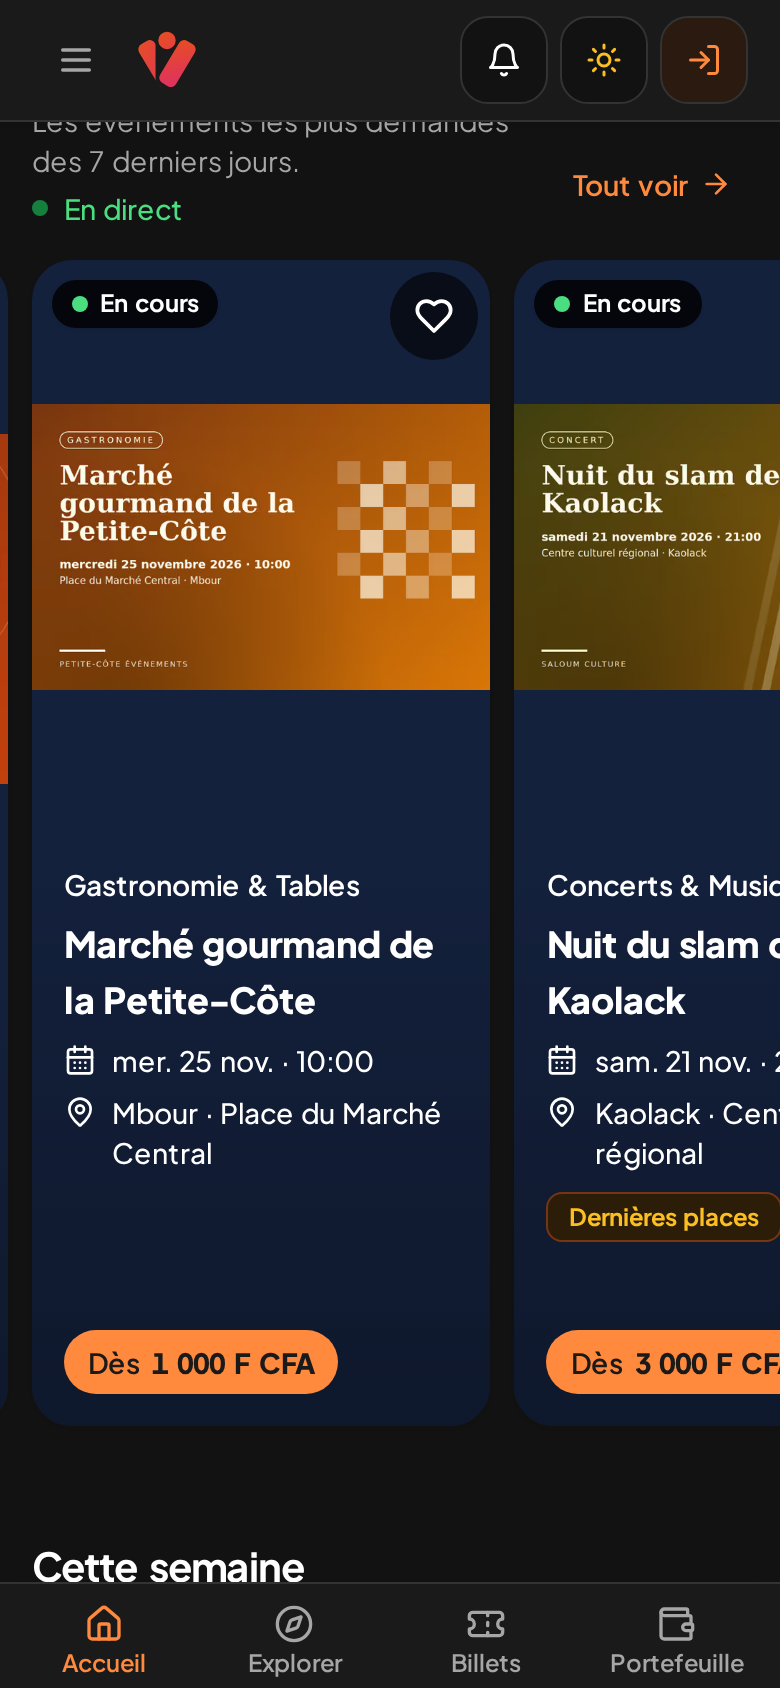 Les événements les plus demandés
des 7 derniers jours.
Tout voir
En direct
En cours
GASTRONOMIE
Marché
gourmand de la
Petite-Côte
mercredi 25 novembre 2026 · 10:00
Place du Marché Central · Mbour
PETITE-CÔTE ÉVÉNEMENTS
Gastronomie & Tables
Marché gourmand de
la Petite-Côte
mer. 25 nov. · 10:00
Mbour · Place du Marché
Central
Dès 1 000 F CFA
En cours
CONCERT
Nuit du slam de
Kaolack
samedi 21 novembre 2026 · 21:00
Centre culturel régional · Kaolack
SALOUM CULTURE
Concerts & Music
Nuit du slam
Kaolack
sam. 21 nov. ·
Kaolack · Cen
régional
Dernières places
Dès 3 000 F CF
Cette semaine
Accueil
Explorer
Billets
Portefeuille